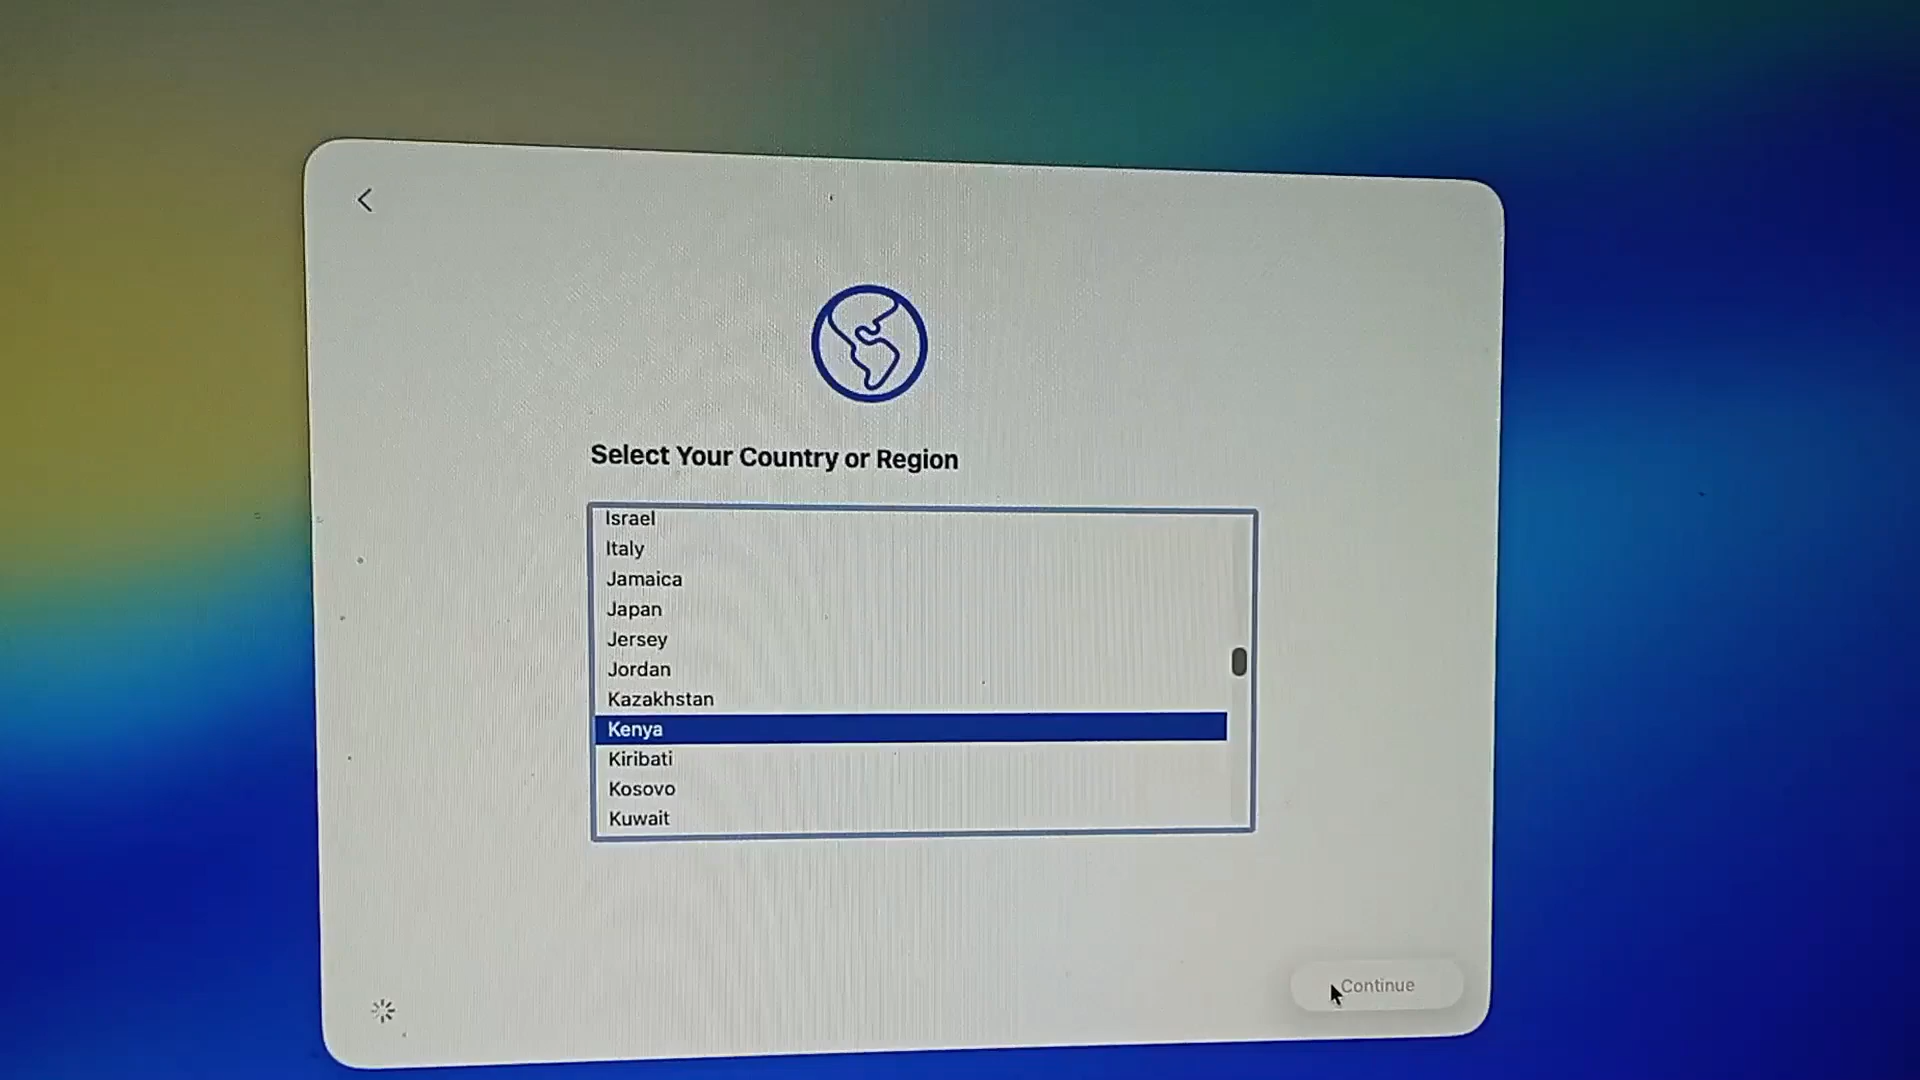 Select Your Country or Region
Israel
Italy
Jamaica
Japan
Jersey
Jordan
Kazakhstan
Kenya
Kiribati
Kosovo
Kuwait
Continue